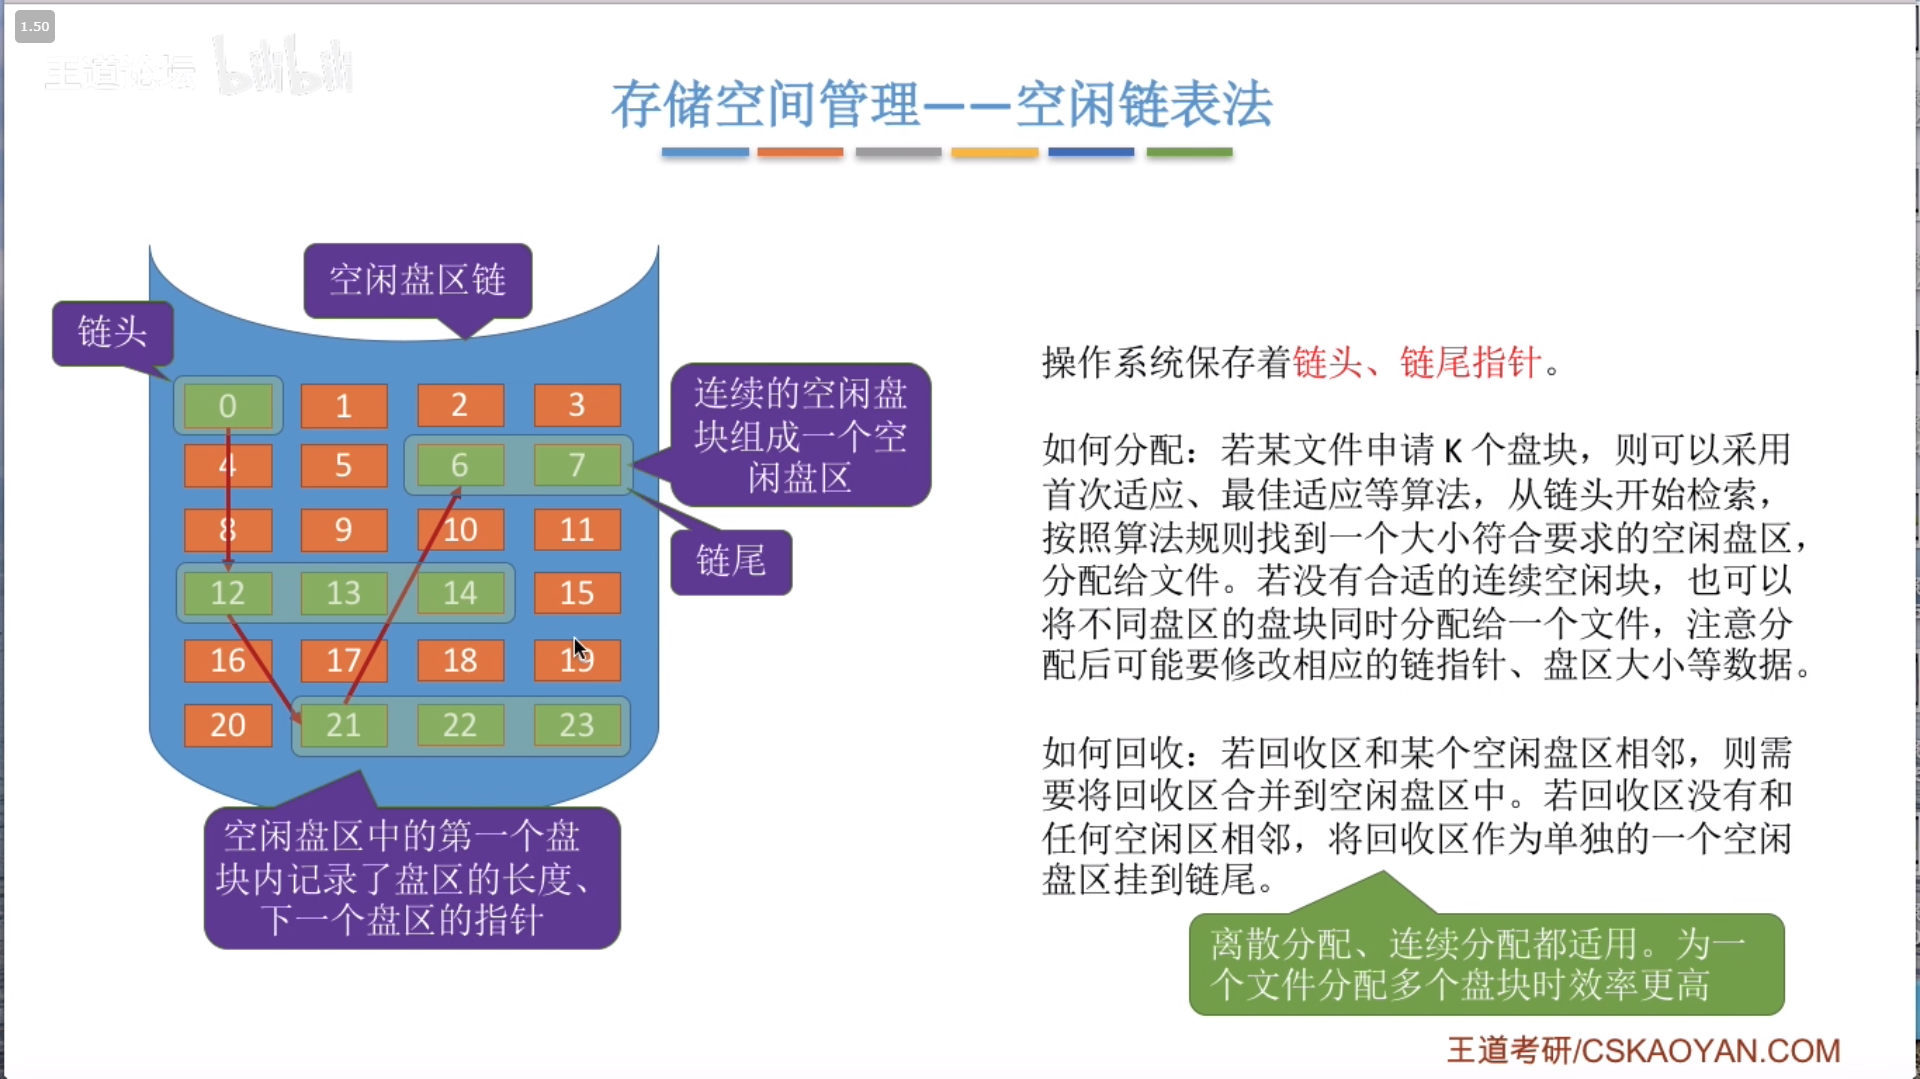 1.50
王道论坛 bilibili
存储空间管理——空闲链表法
空闲盘区链
链头
0 1 2 3
4 5 6 7
8 9 10 11
12 13 14 15
16 17 18 19
20 21 22 23
连续的空闲盘
块组成一个空
闲盘区
链尾
空闲盘区中的第一个盘
块内记录了盘区的长度、
下一个盘区的指针
操作系统保存着链头、链尾指针。
如何分配：若某文件申请 K 个盘块，则可以采用
首次适应、最佳适应等算法，从链头开始检索，
按照算法规则找到一个大小符合要求的空闲盘区，
分配给文件。若没有合适的连续空闲块，也可以
将不同盘区的盘块同时分配给一个文件，注意分
配后可能要修改相应的链指针、盘区大小等数据。
如何回收：若回收区和某个空闲盘区相邻，则需
要将回收区合并到空闲盘区中。若回收区没有和
任何空闲区相邻，将回收区作为单独的一个空闲
盘区挂到链尾。
离散分配、连续分配都适用。为一
个文件分配多个盘块时效率更高
王道考研/CSKAOYAN.COM